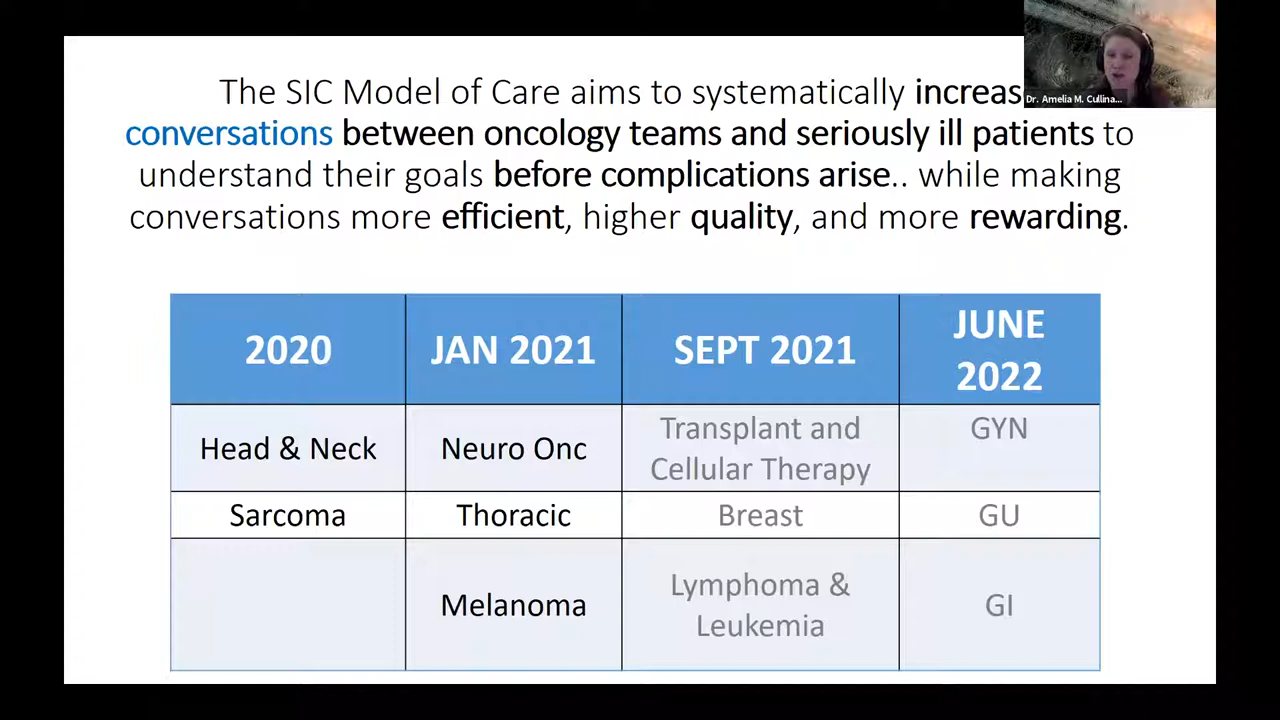 The SIC Model of Care aims to systematically increas
conversations between oncology teams and seriously ill patients to
understand their goals before complications arise.. while making
conversations more efficient, higher quality, and more rewarding.
Dr. Amelia M. Cullina...
2020 JAN 2021 SEPT 2021 JUNE
2022
Head & Neck Neuro Onc Transplant and
Cellular Therapy GYN
Sarcoma Thoracic Breast GU
Melanoma Lymphoma &
Leukemia GI